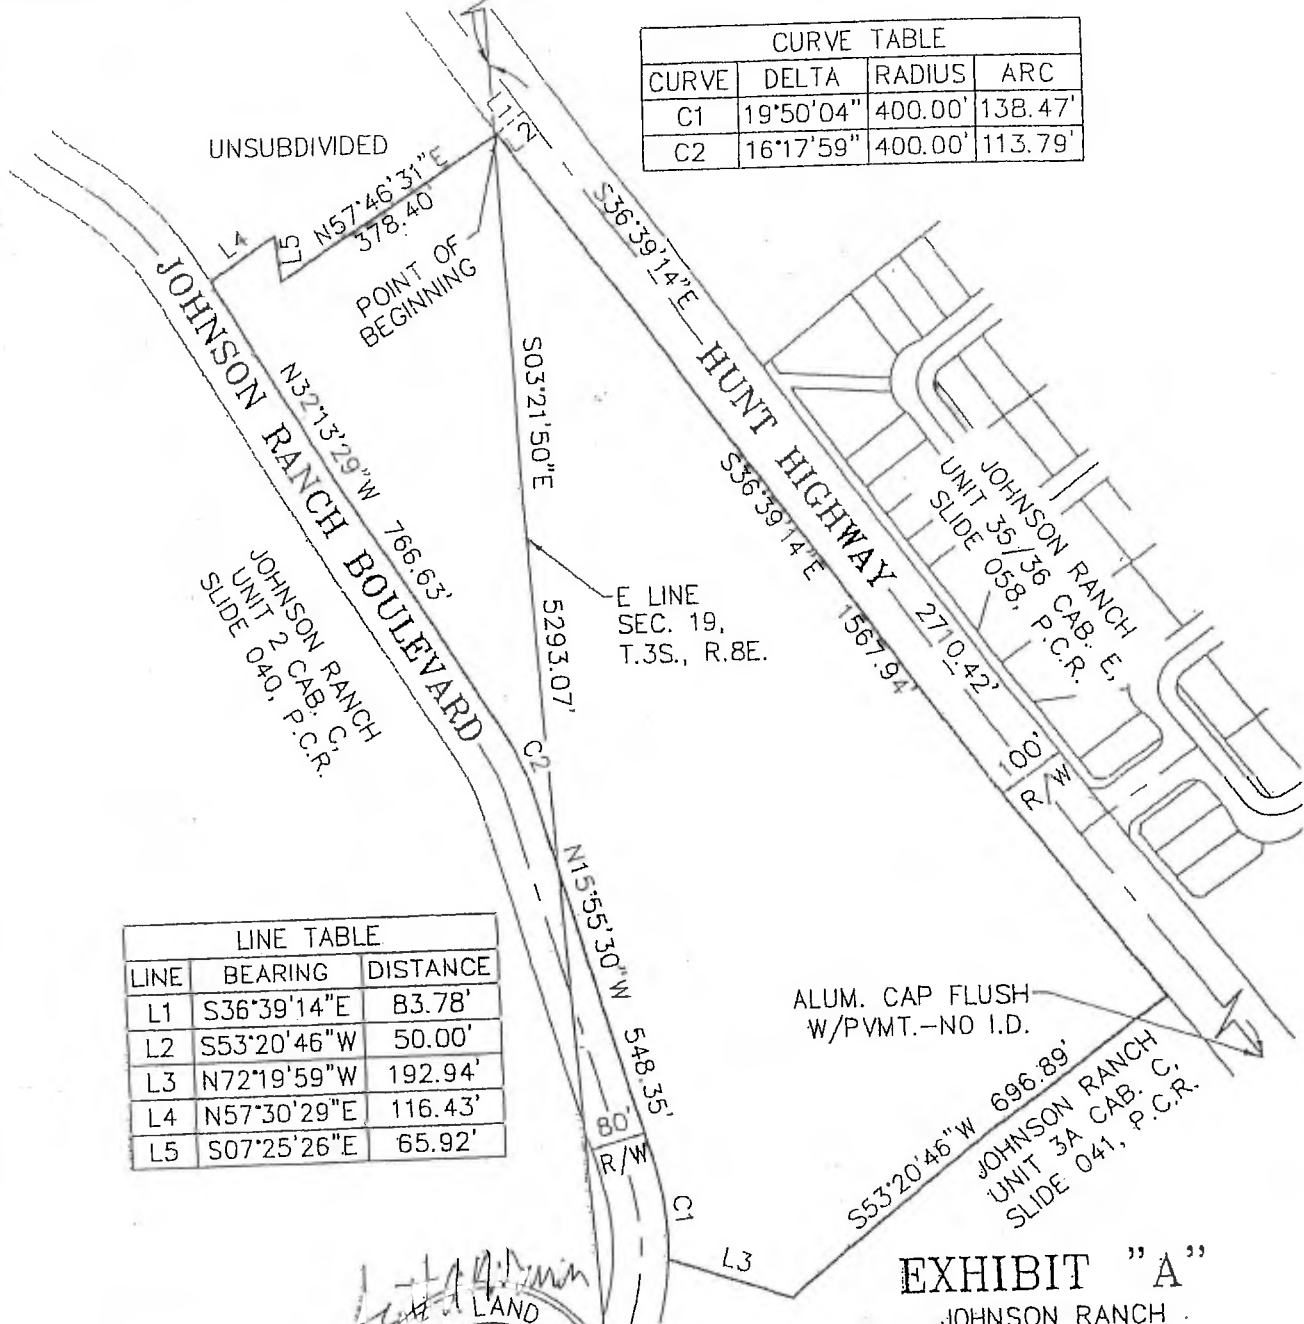 CURVE TABLE
CURVE DELTA RADIUS ARC
C1 19°50'04" 400.00' 138.47'
C2 16°17'59" 400.00' 113.79'
UNSUBDIVIDED
L1
L2
N57°46'31"E
378.40'
L4
L5
POINT OF
BEGINNING
S36°39'14"E
HUNT HIGHWAY
2710.42'
S36°39'14"E
1567.94'
100'
R/W
JOHNSON RANCH BOULEVARD
N32°13'29"W 766.63'
S03°21'50"E
5293.07'
E LINE
SEC. 19,
T.3S., R.8E.
JOHNSON RANCH
UNIT 35/36 CAB. E,
SLIDE 058, P.C.R.
JOHNSON RANCH
UNIT 2 CAB. C,
SLIDE 040, P.C.R.
C2
N15°55'30"W 548.35'
LINE TABLE
LINE BEARING DISTANCE
L1 S36°39'14"E 83.78'
L2 S53°20'46"W 50.00'
L3 N72°19'59"W 192.94'
L4 N57°30'29"E 116.43'
L5 S07°25'26"E 65.92'
ALUM. CAP FLUSH
W/PVMT.-NO I.D.
80'
R/W
C1
L3
S53°20'46"W 696.89'
JOHNSON RANCH
UNIT 3A CAB. C,
SLIDE 041, P.C.R.
LAND
EXHIBIT "A"
JOHNSON RANCH